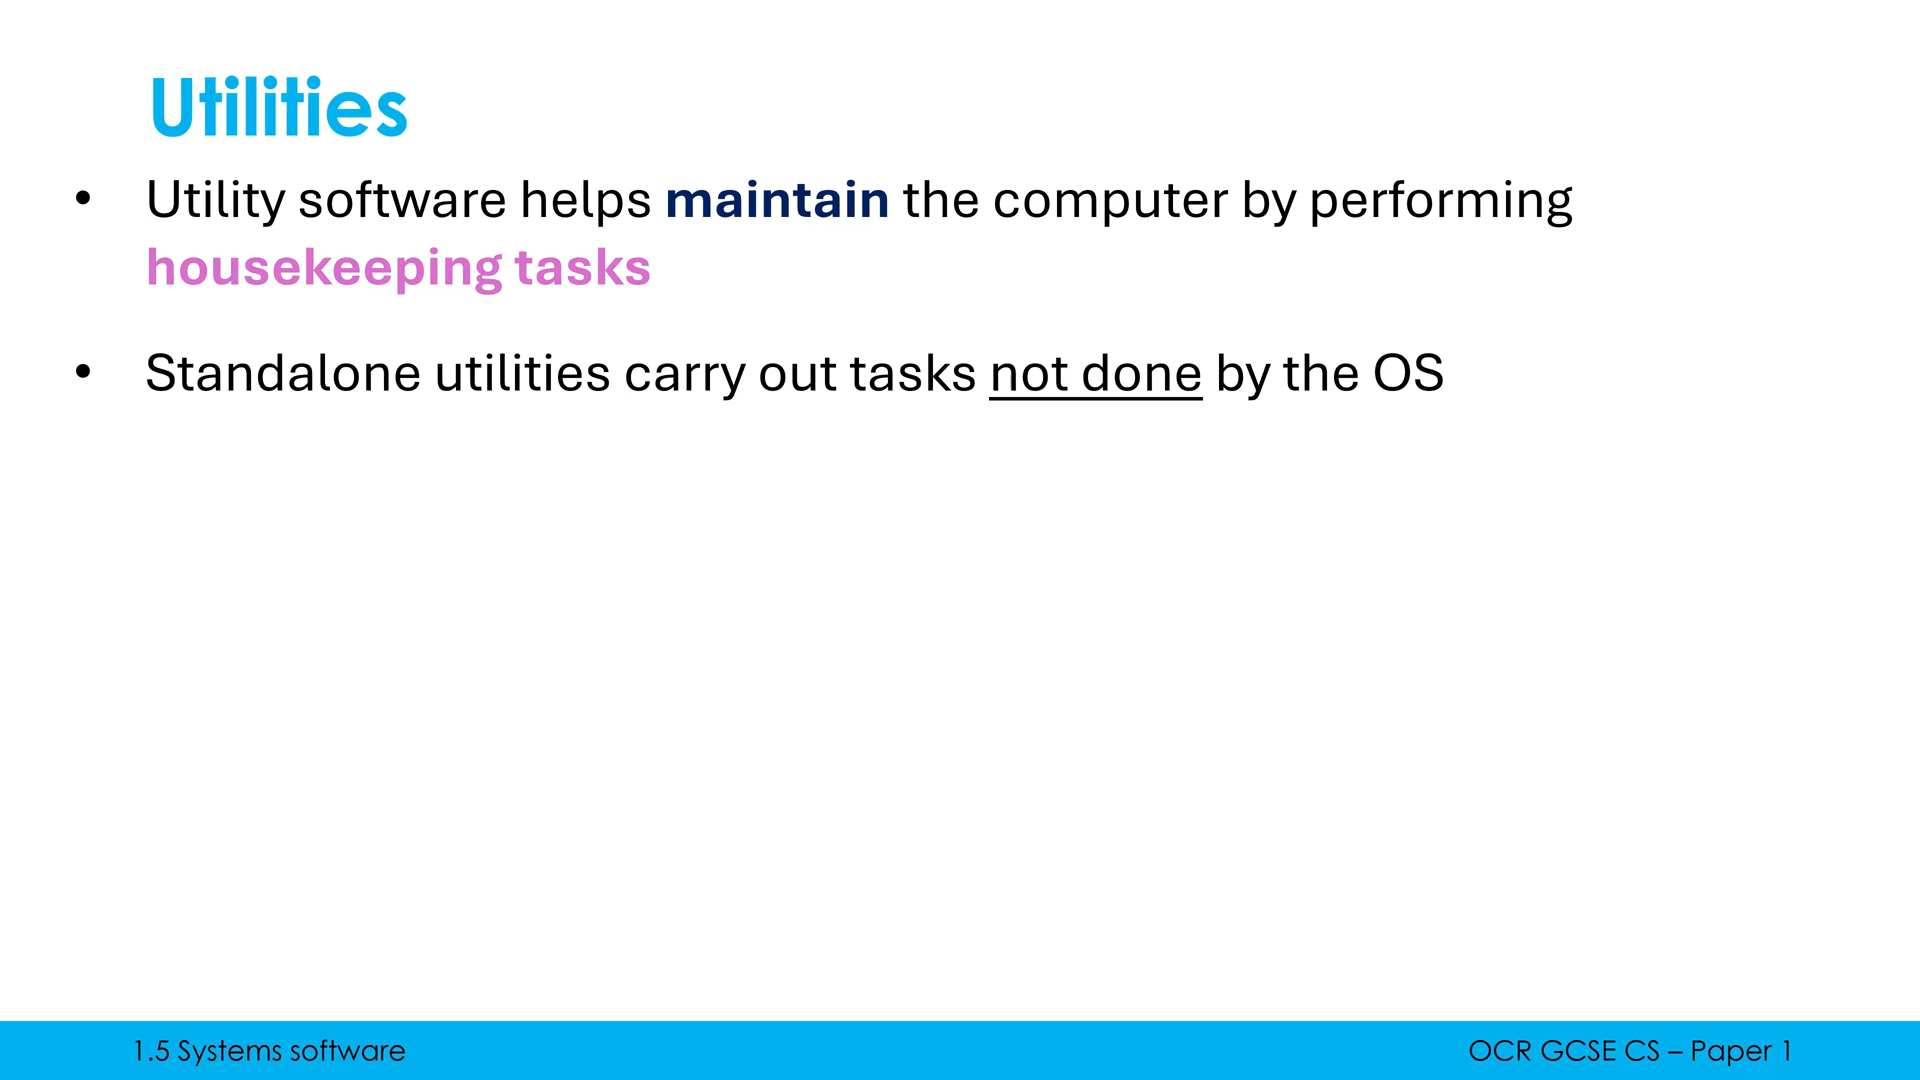 Utilities
• Utility software helps maintain the computer by performing
housekeeping tasks
• Standalone utilities carry out tasks not done by the OS
1.5 Systems software
OCR GCSE CS – Paper 1